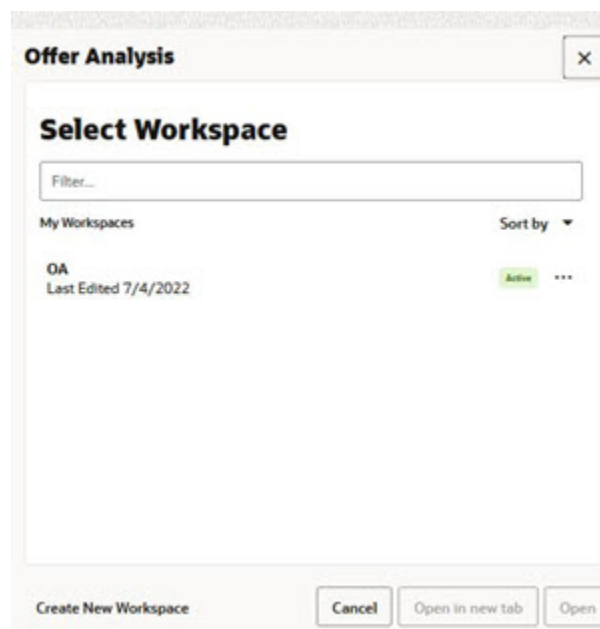 Offer Analysis
×
Select Workspace
Filter...
My Workspaces
Sort by
OA
Last Edited 7/4/2022
Active
...
Create New Workspace
Cancel
Open in new tab
Open